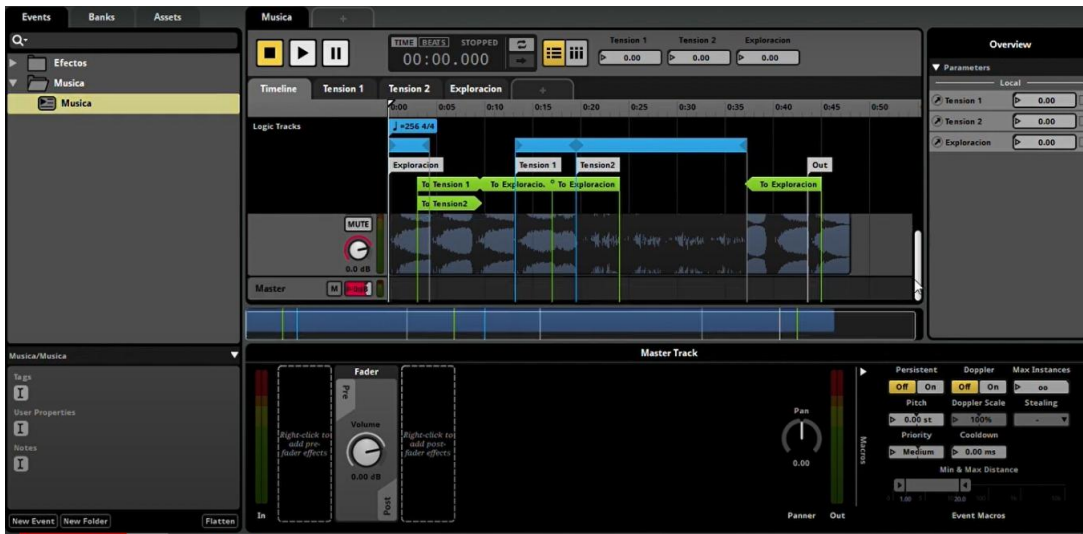 Events Banks Assets
Musica +
Efectos
Musica
Musica
TIME BEATS STOPPED
00:00.000
Tension 1 Tension 2 Exploracion
0.00 0.00 0.00
Timeline Tension 1 Tension 2 Exploracion +
0:00 0:05 0:10 0:15 0:20 0:25 0:30 0:35 0:40 0:45 0:50
Logic Tracks
=256 4/4
Exploracion Tension 1 Tension2 Out
To Tension 1 To Exploracio. To Exploracion To Exploracion
To Tension2
MUTE
0.0 dB
Master M
Overview
Parameters
Local
Tension 1 0.00
Tension 2 0.00
Exploracion 0.00
Musica/Musica
Tags
User Properties
Notes
New Event New Folder Flatten
Master Track
In
Right-click to
add pre-
fader effects
Fader
Pre
Volume
0.00 dB
Post
Right-click to
add post-
fader effects
Pan
0.00
Panner Out
Macros
Persistent Doppler Max Instances
Off On Off On oo
Pitch Doppler Scale Stealing
0.00 st 100% -
Priority Cooldown
Medium 0.00 ms
Min & Max Distance
1.00 20.0
Event Macros